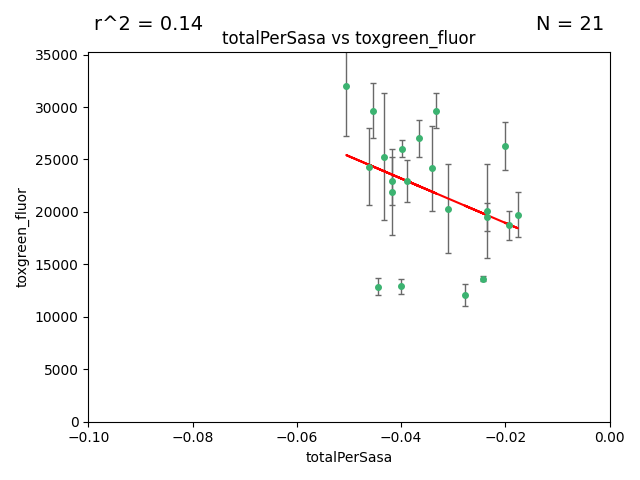 r^2 = 0.14
N = 21
totalPerSasa vs toxgreen_fluor
35000
30000
25000
20000
15000
10000
5000
0
toxgreen_fluor
−0.10
−0.08
−0.06
−0.04
−0.02
0.00
totalPerSasa